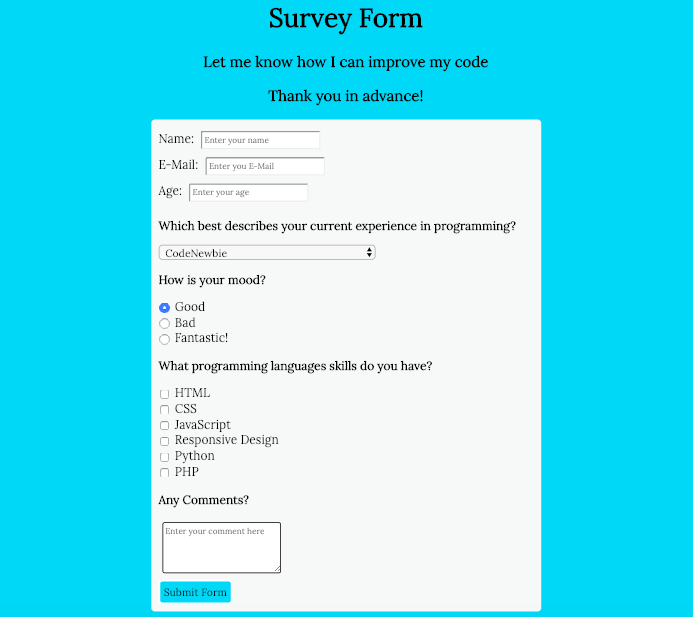 Survey Form
Let me know how I can improve my code
Thank you in advance!
Name: Enter your name
E-Mail: Enter you E-Mail
Age: Enter your age
Which best describes your current experience in programming?
CodeNewbie
How is your mood?
Good
Bad
Fantastic!
What programming languages skills do you have?
HTML
CSS
JavaScript
Responsive Design
Python
PHP
Any Comments?
Enter your comment here
Submit Form